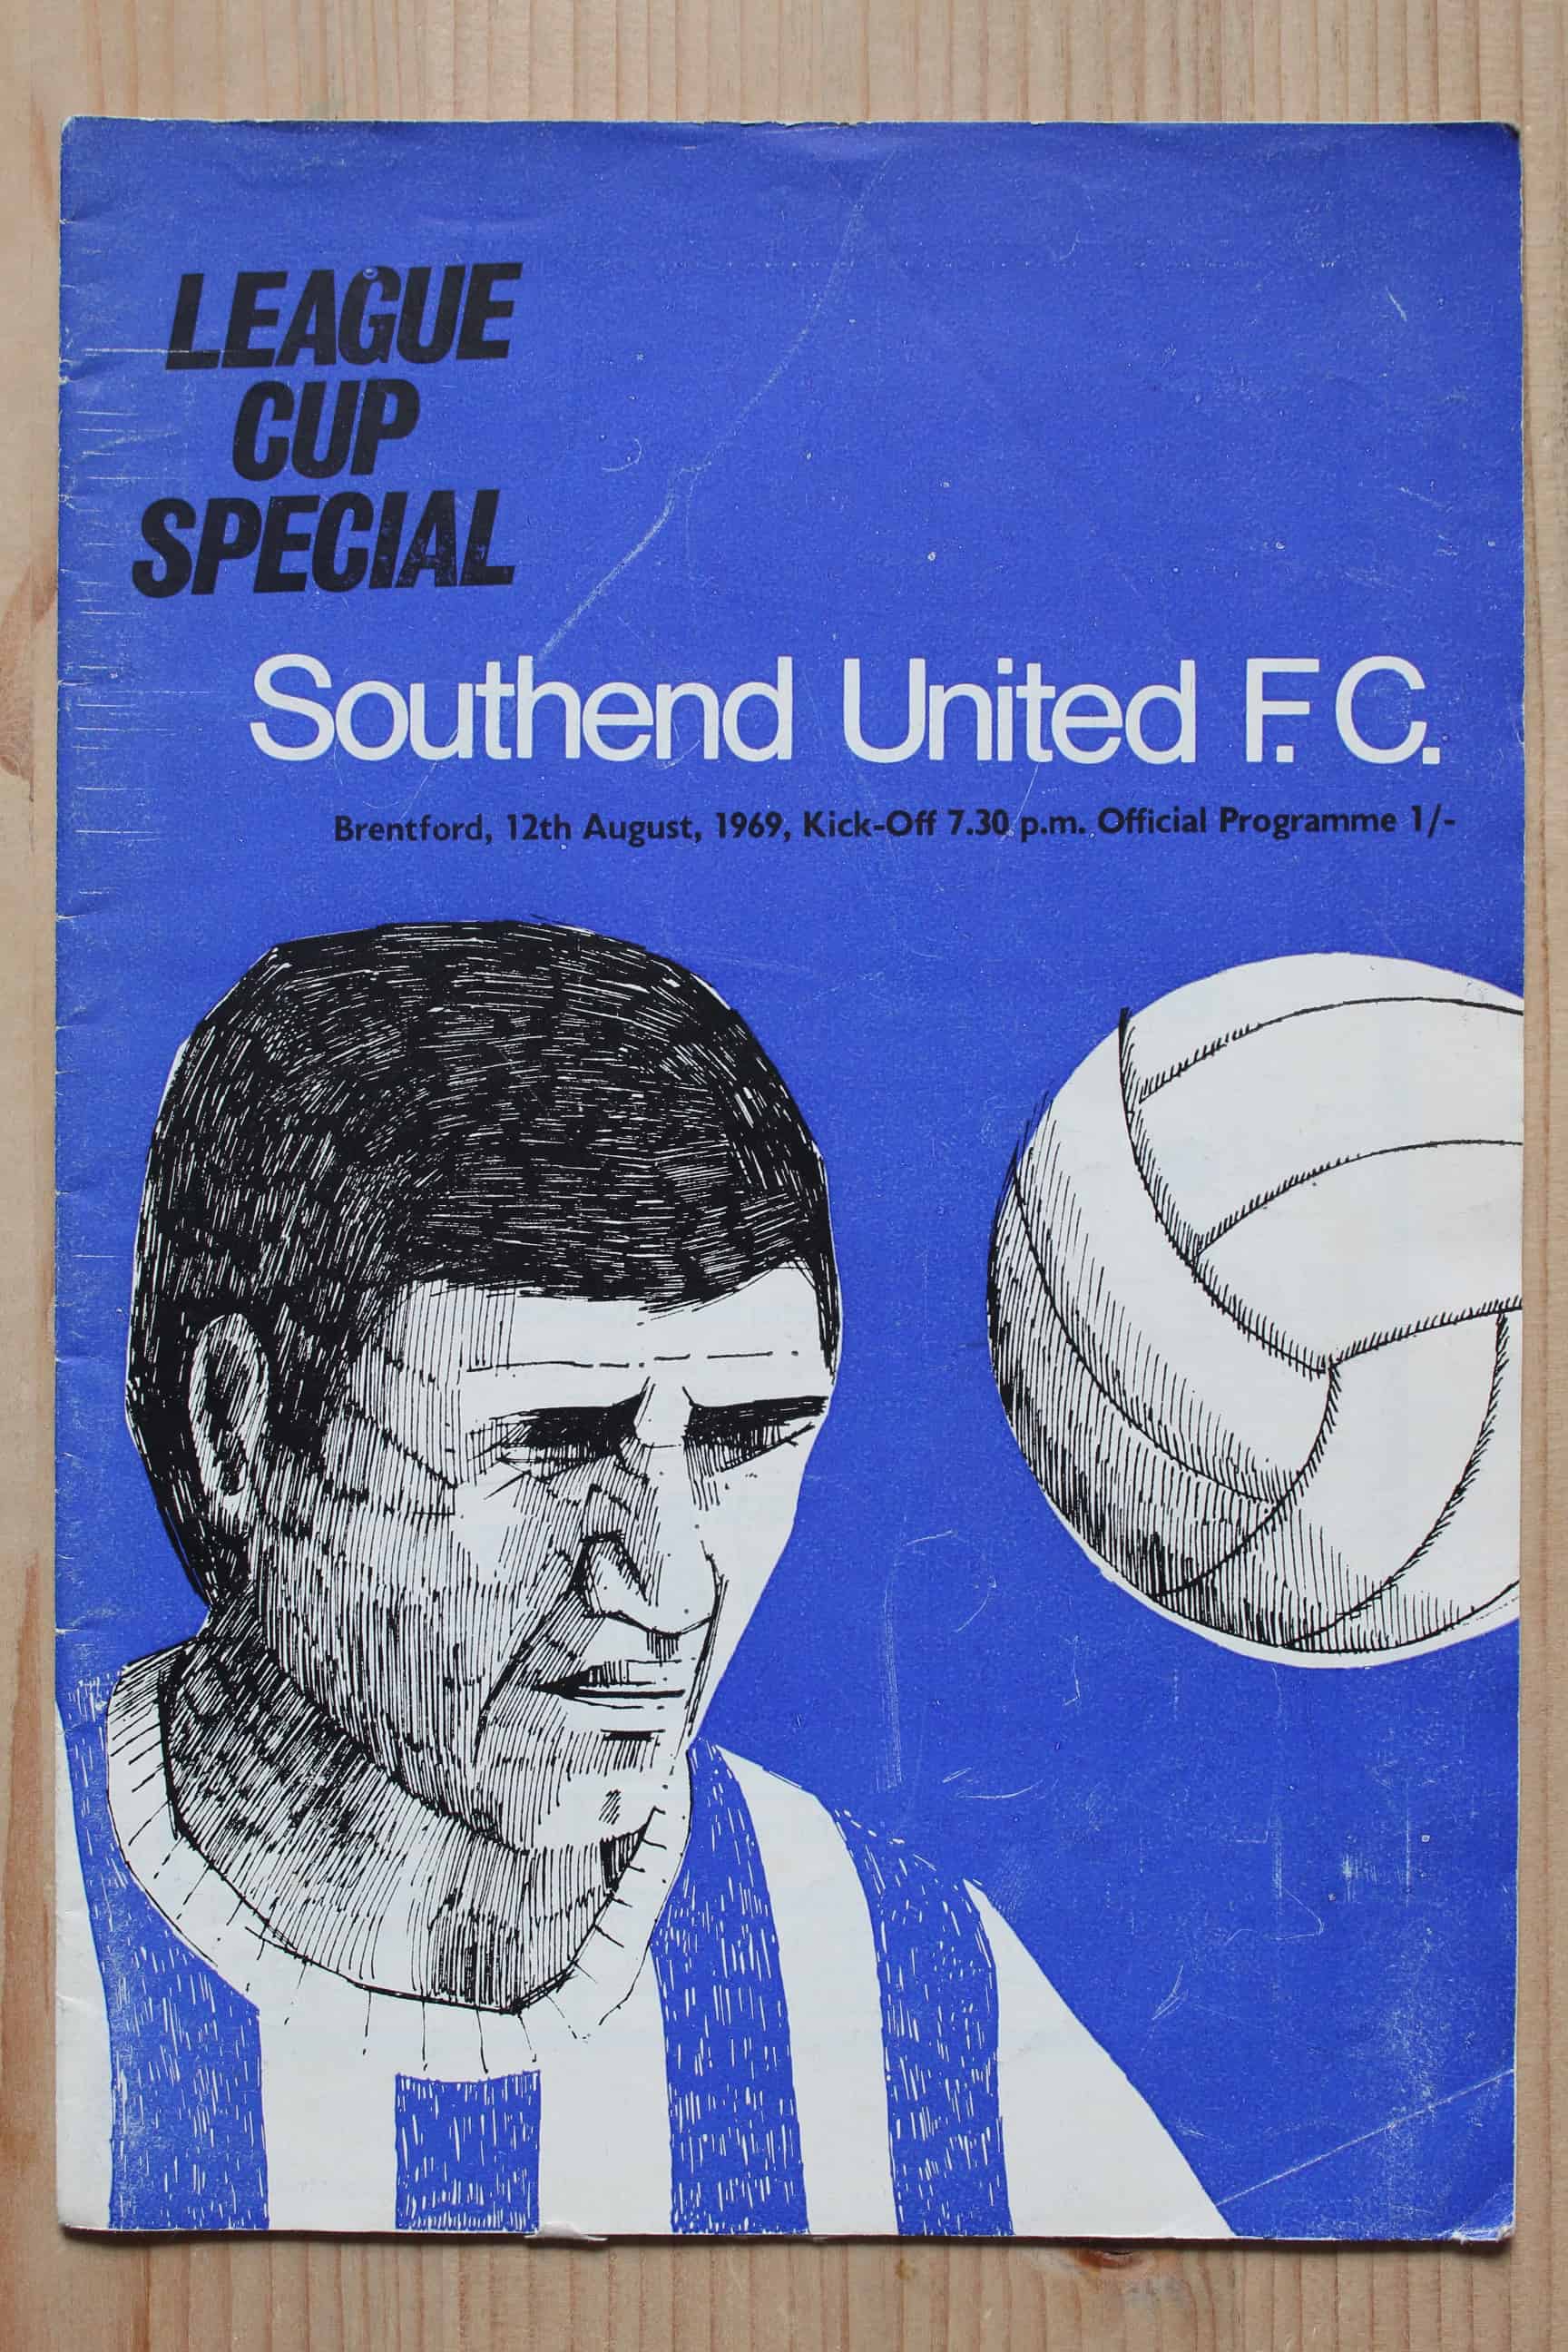 LEAGUE
CUP
SPECIAL
Southend United F.C.
Brentford, 12th August, 1969, Kick-Off 7.30 p.m. Official Programme 1/-